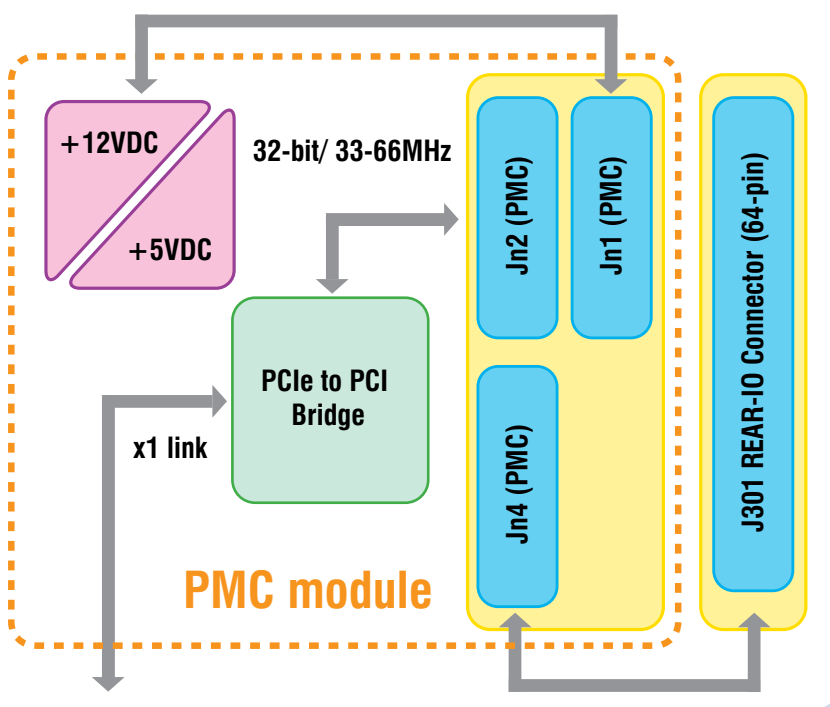 +12VDC
+5VDC
32-bit/ 33-66MHz
Jn2 (PMC)
Jn1 (PMC)
J301 REAR-IO Connector (64-pin)
PCIe to PCI
Bridge
x1 link
Jn4 (PMC)
PMC module